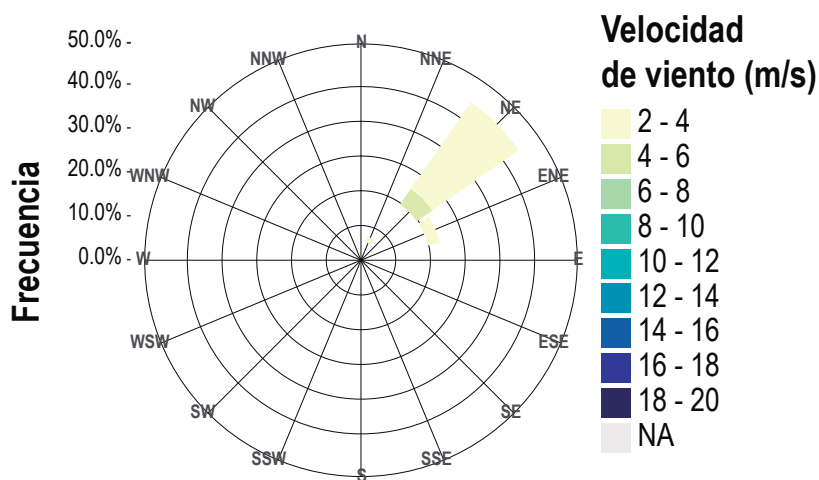 Velocidad
de viento (m/s)
2 - 4
4 - 6
6 - 8
8 - 10
10 - 12
12 - 14
14 - 16
16 - 18
18 - 20
NA
Frecuencia
50.0%
40.0%
30.0%
20.0%
10.0%
0.0%
N
NNE
NE
ENE
E
ESE
SE
SSE
S
SSW
SW
WSW
W
WNW
NW
NNW